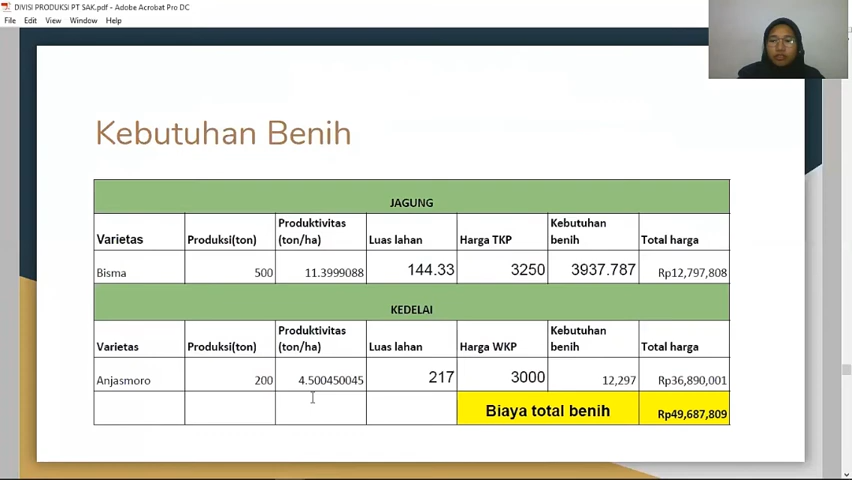 DIVISI PRODUKSI PT SAK.pdf - Adobe Acrobat Pro DC
File Edit View Window Help
Kebutuhan Benih
JAGUNG
Varietas Produksi(ton) Produktivitas (ton/ha) Luas lahan Harga TKP Kebutuhan benih Total harga
Bisma 500 11.3999088 144.33 3250 3937.787 Rp12,797,808
KEDELAI
Varietas Produksi(ton) Produktivitas (ton/ha) Luas lahan Harga WKP Kebutuhan benih Total harga
Anjasmoro 200 4.500450045 217 3000 12,297 Rp36,890,001
Biaya total benih Rp49,687,809